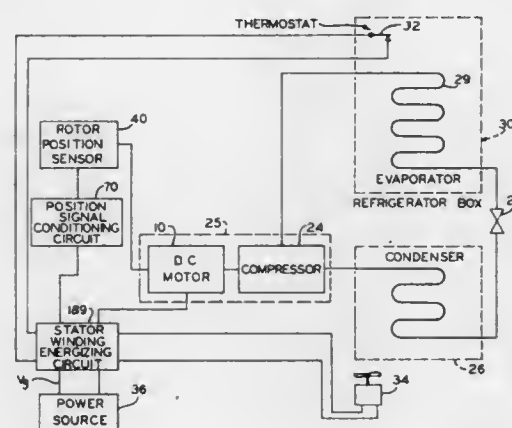 THERMOSTAT
32
29
30
EVAPORATOR
REFRIGERATOR BOX
40
ROTOR
POSITION
SENSOR
70
POSITION
SIGNAL
CONDITIONING
CIRCUIT
25
10
D.C.
MOTOR
24
COMPRESSOR
CONDENSER
26
189
STATOR
WINDING
ENERGIZING
CIRCUIT
36
POWER
SOURCE
34